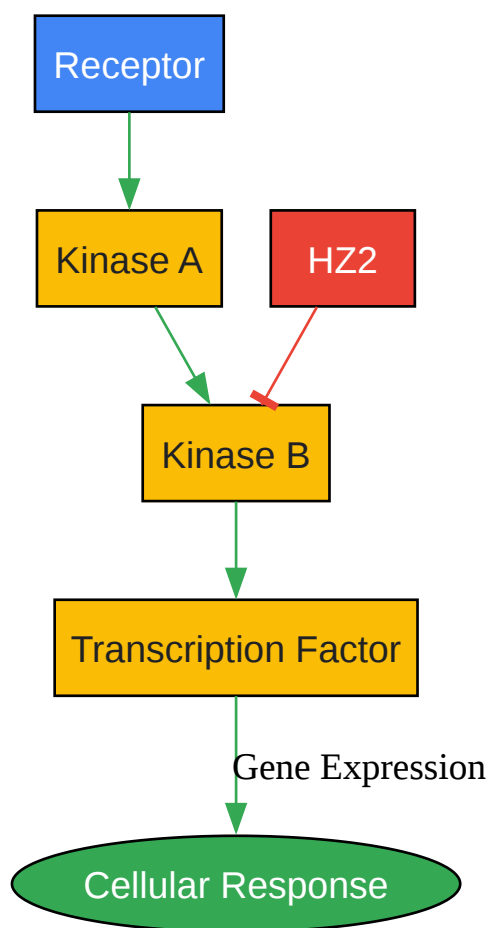 Receptor
Kinase A
HZ2
Kinase B
Transcription Factor
Gene Expression
Cellular Response